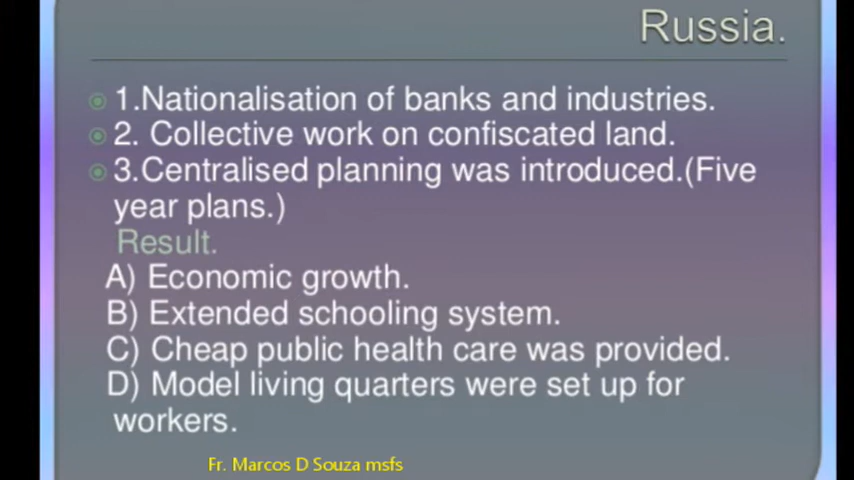 Russia.
1.Nationalisation of banks and industries.
2. Collective work on confiscated land.
3.Centralised planning was introduced.(Five
year plans.)
Result.
A) Economic growth.
B) Extended schooling system.
C) Cheap public health care was provided.
D) Model living quarters were set up for
workers.
Fr. Marcos D Souza msfs